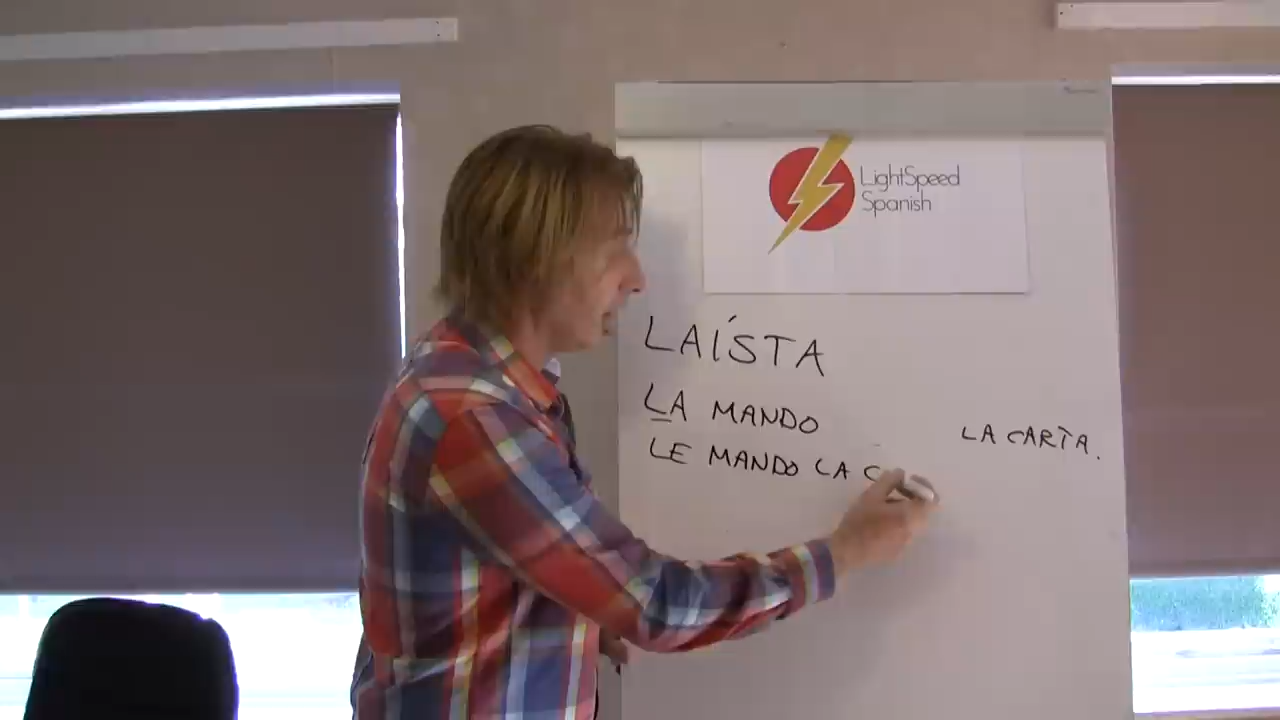 LightSpeed
Spanish
LAÍSTA
LA MANDO
LA CARTA.
LE MANDO LA C